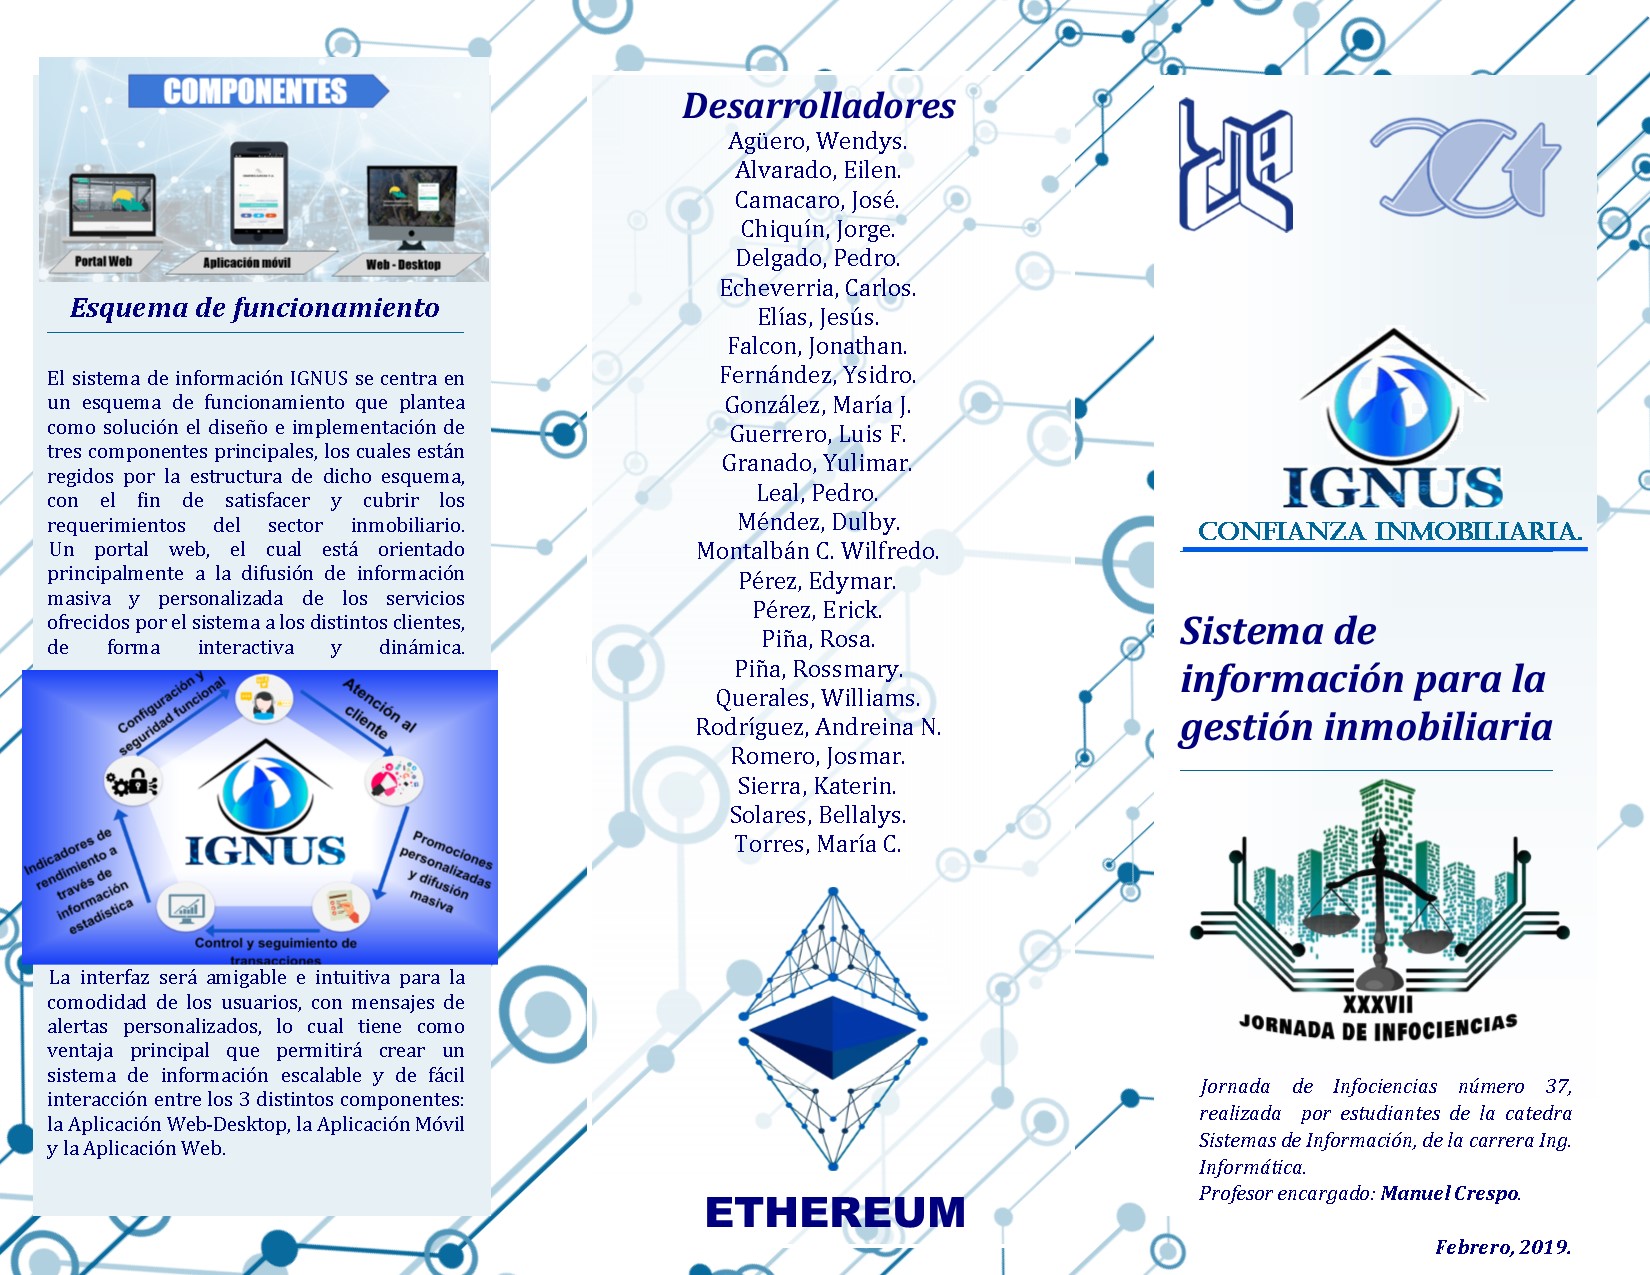 COMPONENTES
Portal Web
Aplicación móvil
Web - Desktop
Esquema de funcionamiento
El sistema de información IGNUS se centra en
un esquema de funcionamiento que plantea
como solución el diseño e implementación de
tres componentes principales, los cuales están
regidos por la estructura de dicho esquema,
con el fin de satisfacer y cubrir los
requerimientos del sector inmobiliario.
Un portal web, el cual está orientado
principalmente a la difusión de información
masiva y personalizada de los servicios
ofrecidos por el sistema a los distintos clientes,
de forma interactiva y dinámica.
Configuración y
seguridad funcional
Atención al
cliente
Promociones
personalizadas
y difusión
masiva
Control y seguimiento de
transacciones
Indicadores de
rendimiento a
través de
información
estadística
IGNUS
La interfaz será amigable e intuitiva para la
comodidad de los usuarios, con mensajes de
alertas personalizados, lo cual tiene como
ventaja principal que permitirá crear un
sistema de información escalable y de fácil
interacción entre los 3 distintos componentes:
la Aplicación Web-Desktop, la Aplicación Móvil
y la Aplicación Web.
Desarrolladores
Agüero, Wendys.
Alvarado, Eilen.
Camacaro, José.
Chiquín, Jorge.
Delgado, Pedro.
Echeverria, Carlos.
Elías, Jesús.
Falcon, Jonathan.
Fernández, Ysidro.
González, María J.
Guerrero, Luis F.
Granado, Yulimar.
Leal, Pedro.
Méndez, Dulby.
Montalbán C. Wilfredo.
Pérez, Edymar.
Pérez, Erick.
Piña, Rosa.
Piña, Rossmary.
Querales, Williams.
Rodríguez, Andreina N.
Romero, Josmar.
Sierra, Katerin.
Solares, Bellalys.
Torres, María C.
ETHEREUM
IGNUS
CONFIANZA INMOBILIARIA.
Sistema de
información para la
gestión inmobiliaria
XXXVII
JORNADA DE INFOCIENCIAS
Jornada de Infociencias número 37,
realizada por estudiantes de la catedra
Sistemas de Información, de la carrera Ing.
Informática.
Profesor encargado: Manuel Crespo.
Febrero, 2019.